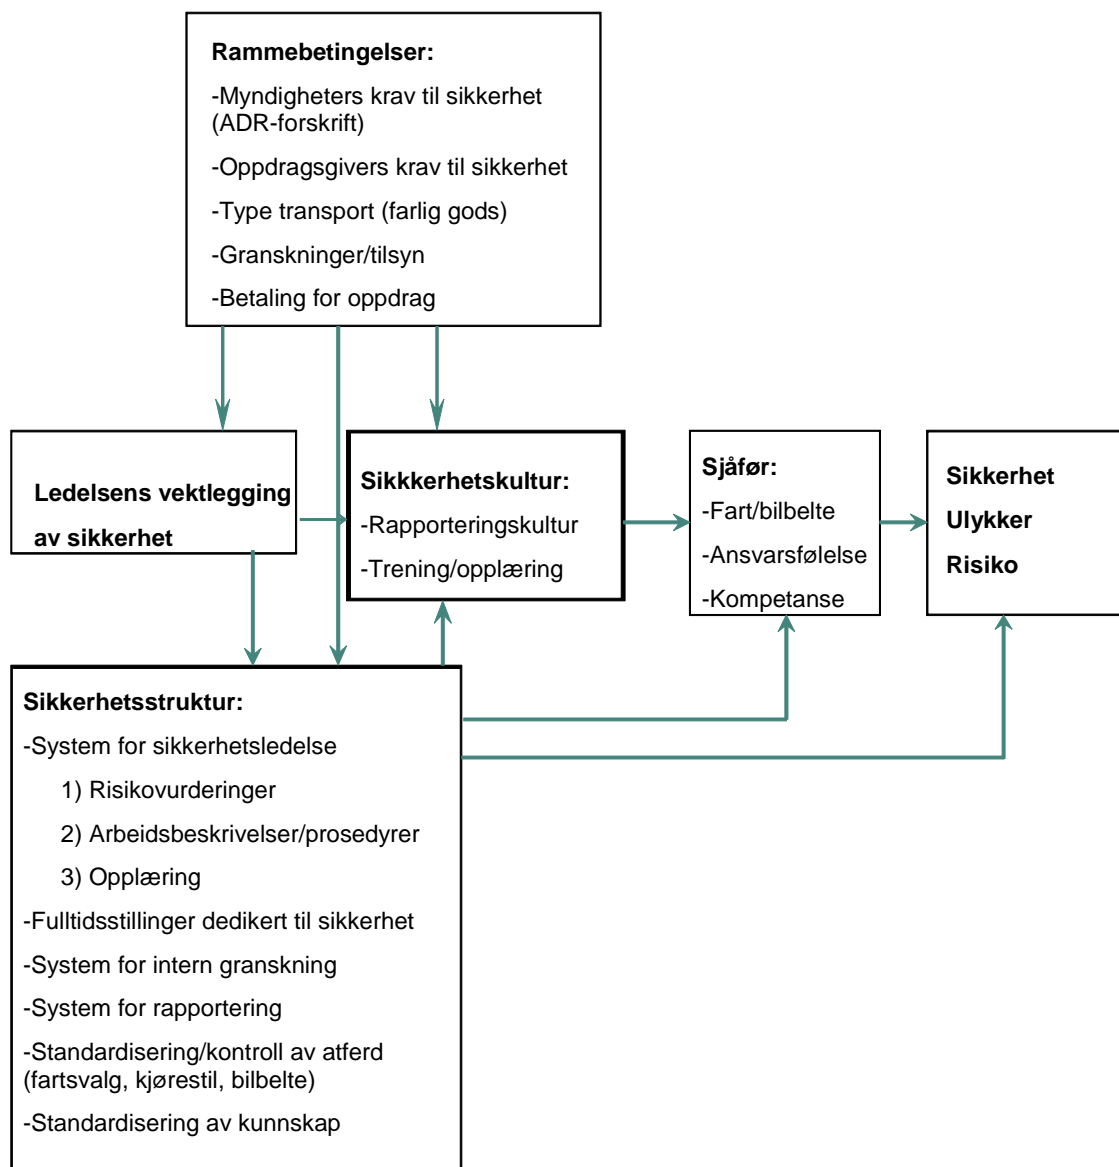 Rammebetingelser:
-Myndigheters krav til sikkerhet
(ADR-forskrift)
-Oppdragsgivers krav til sikkerhet
-Type transport (farlig gods)
-Granskninger/tilsyn
-Betaling for oppdrag
Ledelsens vektlegging
av sikkerhet
Sikkkerhetskultur:
-Rapporteringskultur
-Trening/opplæring
Sjåfør:
-Fart/bilbelte
-Ansvarsfølelse
-Kompetanse
Sikkerhet
Ulykker
Risiko
Sikkerhetsstruktur:
-System for sikkerhetsledelse
1) Risikovurderinger
2) Arbeidsbeskrivelser/prosedyrer
3) Opplæring
-Fulltidsstillinger dedikert til sikkerhet
-System for intern granskning
-System for rapportering
-Standardisering/kontroll av atferd
(fartsvalg, kjørestil, bilbelte)
-Standardisering av kunnskap